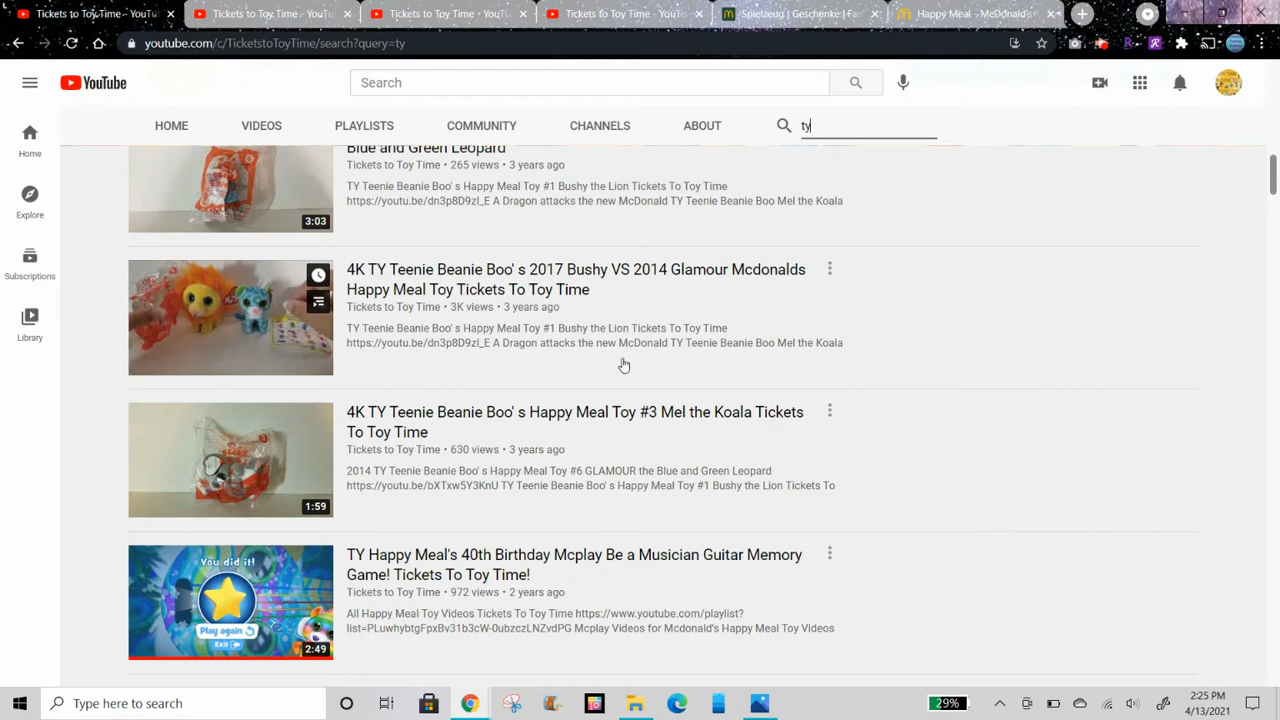 Tickets to Toy Time - YouTu
Tickets to Toy Time - YouTu
Tickets to Toy Time - YouTu
Tickets to Toy Time - YouTu
Spielzeug | Geschenke | Fa
Happy Meal – McDonald's
youtube.com/c/TicketstoToyTime/search?query=ty
YouTube
Search
HOME
VIDEOS
PLAYLISTS
COMMUNITY
CHANNELS
ABOUT
ty
Home
Explore
Subscriptions
Library
Blue and Green Leopard
Tickets to Toy Time • 265 views • 3 years ago
TY Teenie Beanie Boo' s Happy Meal Toy #1 Bushy the Lion Tickets To Toy Time
https://youtu.be/dn3p8D9zl_E A Dragon attacks the new McDonald TY Teenie Beanie Boo Mel the Koala
3:03
4K TY Teenie Beanie Boo' s 2017 Bushy VS 2014 Glamour Mcdonalds
Happy Meal Toy Tickets To Toy Time
Tickets to Toy Time • 3K views • 3 years ago
TY Teenie Beanie Boo' s Happy Meal Toy #1 Bushy the Lion Tickets To Toy Time
https://youtu.be/dn3p8D9zl_E A Dragon attacks the new McDonald TY Teenie Beanie Boo Mel the Koala
4K TY Teenie Beanie Boo' s Happy Meal Toy #3 Mel the Koala Tickets
To Toy Time
Tickets to Toy Time • 630 views • 3 years ago
2014 TY Teenie Beanie Boo' s Happy Meal Toy #6 GLAMOUR the Blue and Green Leopard
https://youtu.be/bXTxw5Y3KnU TY Teenie Beanie Boo' s Happy Meal Toy #1 Bushy the Lion Tickets To
1:59
TY Happy Meal's 40th Birthday Mcplay Be a Musician Guitar Memory
Game! Tickets To Toy Time!
Tickets to Toy Time • 972 views • 2 years ago
All Happy Meal Toy Videos Tickets To Toy Time https://www.youtube.com/playlist?
list=PLuwhybtgFpxBv31b3cW-0ubzczLNZvdPG Mcplay Videos for Mcdonald's Happy Meal Toy Videos
You did it!
Play again
Exit
2:49
Type here to search
29%
2:25 PM
4/13/2021